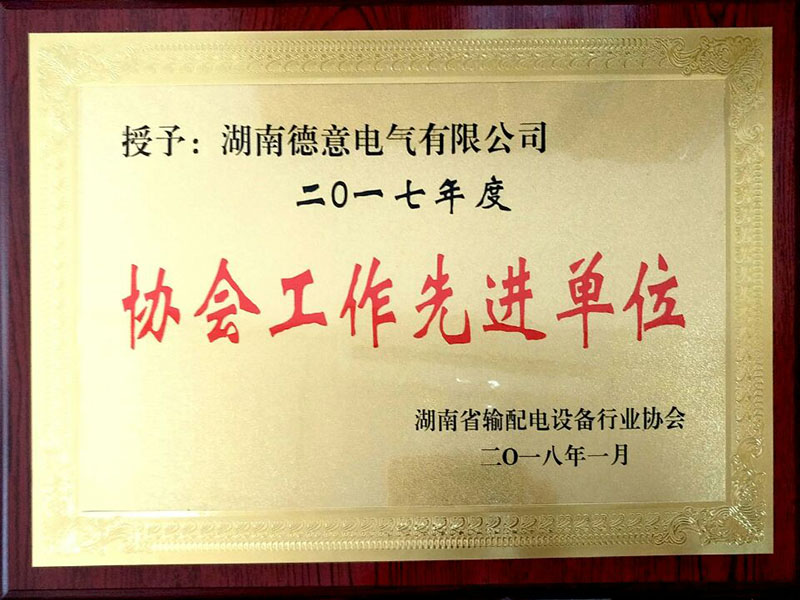 授予：湖南德意电气有限公司
二〇一七年度
协会工作先进单位
湖南省输配电设备行业协会
二〇一八年一月